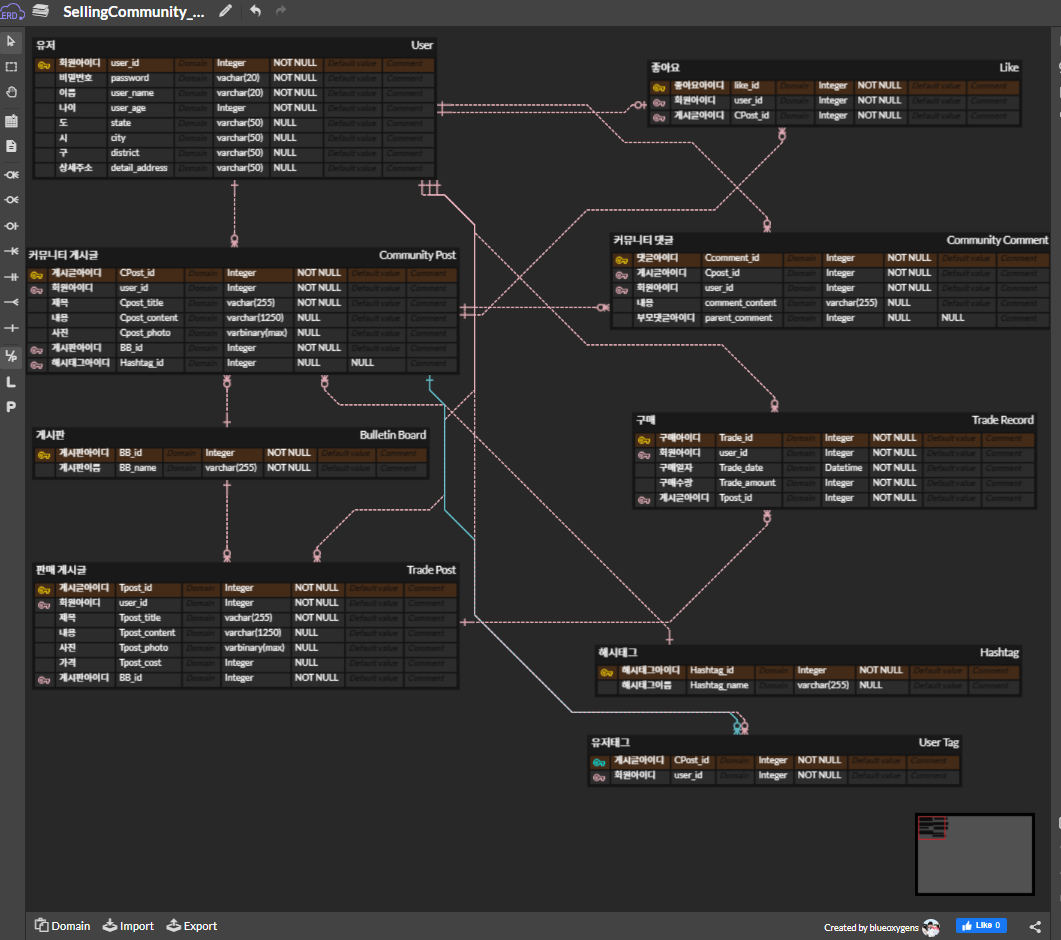 ERD
SellingCommunity_...
유저 User
회원아이디 user_id Domain Integer NOT NULL Default value Comment
비밀번호 password Domain vachar(20) NOT NULL Default value Comment
이름 user_name Domain varchar(20) NOT NULL Default value Comment
나이 user_age Domain Integer NOT NULL Default value Comment
도 state Domain varchar(50) NULL Default value Comment
시 city Domain varchar(50) NULL Default value Comment
구 district Domain varchar(50) NULL Default value Comment
상세주소 detail_address Domain varchar(50) NULL Default value Comment
좋아요 Like
좋아요아이디 like_id Domain Integer NOT NULL Default value Comment
회원아이디 user_id Domain Integer NOT NULL Default value Comment
게시글아이디 CPost_id Domain Integer NOT NULL Default value Comment
커뮤니티 게시글 Community Post
게시글아이디 CPost_id Domain Integer NOT NULL Default value Comment
회원아이디 user_id Domain Integer NOT NULL Default value Comment
제목 Cpost_title Domain vachar(255) NOT NULL Default value Comment
내용 Cpost_content Domain varchar(1250) NULL Default value Comment
사진 Cpost_photo Domain varbinary(max) NULL Default value Comment
게시판아이디 BB_id Domain Integer NOT NULL Default value Comment
해시태그아이디 Hashtag_id Domain Integer NULL NULL Comment
커뮤니티 댓글 Community Comment
댓글아이디 Ccomment_id Domain Integer NOT NULL Default value Comment
게시글아이디 Cpost_id Domain Integer NOT NULL Default value Comment
회원아이디 user_id Domain Integer NOT NULL Default value Comment
내용 comment_content Domain varchar(255) NULL Default value Comment
부모댓글아이디 parent_comment Domain Integer NULL NULL Comment
게시판 Bulletin Board
게시판아이디 BB_id Domain Integer NOT NULL Default value Comment
게시판이름 BB_name Domain varchar(255) NOT NULL Default value Comment
구매 Trade Record
구매아이디 Trade_id Domain Integer NOT NULL Default value Comment
회원아이디 user_id Domain Integer NOT NULL Default value Comment
구매일자 Trade_date Domain Datetime NOT NULL Default value Comment
구매수량 Trade_amount Domain Integer NOT NULL Default value Comment
게시글아이디 Tpost_id Domain Integer NOT NULL Default value Comment
판매 게시글 Trade Post
게시글아이디 Tpost_id Domain Integer NOT NULL Default value Comment
회원아이디 user_id Domain Integer NOT NULL Default value Comment
제목 Tpost_title Domain vachar(255) NOT NULL Default value Comment
내용 Tpost_content Domain varchar(1250) NULL Default value Comment
사진 Tpost_photo Domain varbinary(max) NULL Default value Comment
가격 Tpost_cost Domain Integer NULL Default value Comment
게시판아이디 BB_id Domain Integer NOT NULL Default value Comment
해시태그 Hashtag
해시태그아이디 Hashtag_id Domain Integer NOT NULL Default value Comment
해시태그이름 Hashtag_name Domain varchar(255) NULL Default value Comment
유저태그 User Tag
게시글아이디 CPost_id Domain Integer NOT NULL Default value Comment
회원아이디 user_id Domain Integer NOT NULL Default value Comment
L/P
L
P
Domain Import Export
Created by blueoxygens
Like 0